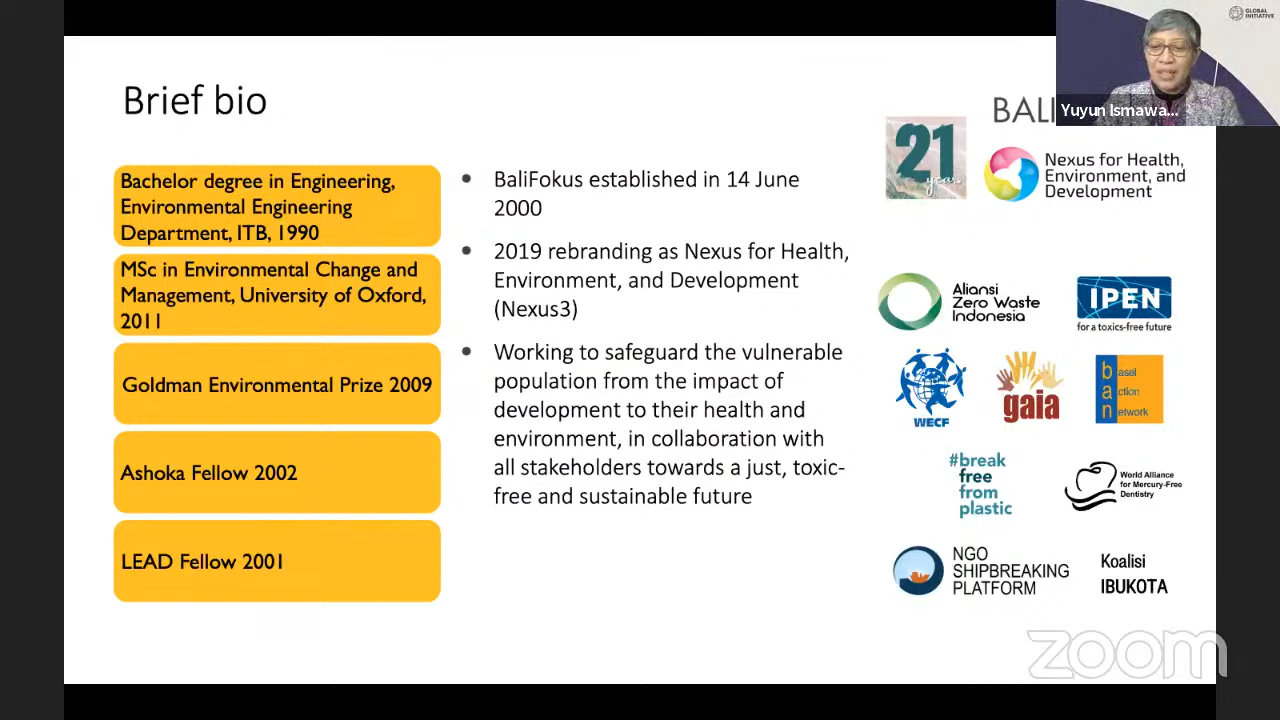 Brief bio
Bachelor degree in Engineering,
Environmental Engineering
Department, ITB, 1990
MSc in Environmental Change and
Management, University of Oxford,
2011
Goldman Environmental Prize 2009
Ashoka Fellow 2002
LEAD Fellow 2001
• BaliFokus established in 14 June
2000
• 2019 rebranding as Nexus for Health,
Environment, and Development
(Nexus3)
• Working to safeguard the vulnerable
population from the impact of
development to their health and
environment, in collaboration with
all stakeholders towards a just, toxic-
free and sustainable future
GLOBAL
INITIATIVE
Yuyun Ismawa...
21
years
Nexus for Health,
Environment, and
Development
Aliansi
Zero Waste
Indonesia
IPEN
for a toxics-free future
WECF
gaia
basel
action
network
#break
free
from
plastic
World Alliance
for Mercury-Free
Dentistry
NGO
SHIPBREAKING
PLATFORM
Koalisi
IBUKOTA
zoom